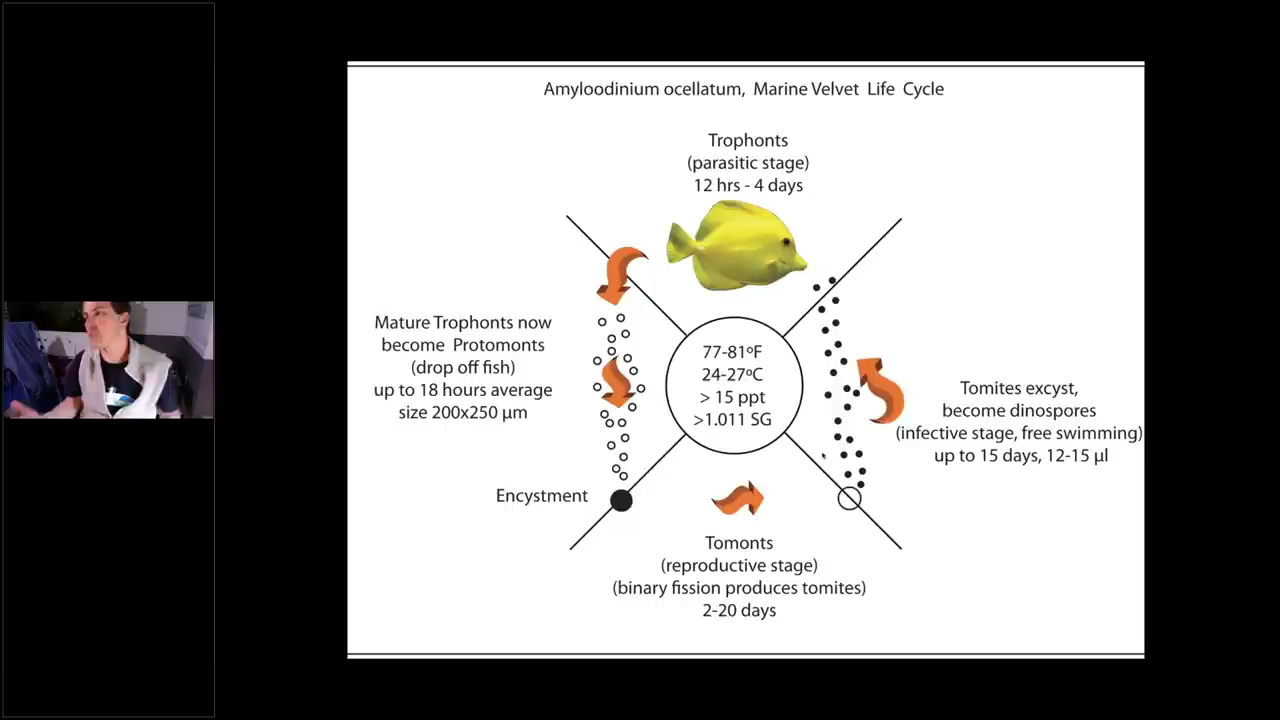 Amyloodinium ocellatum, Marine Velvet Life Cycle
Trophonts
(parasitic stage)
12 hrs - 4 days
Mature Trophonts now
become Protomonts
(drop off fish)
up to 18 hours average
size 200x250 µm
77-81ºF
24-27ºC
> 15 ppt
>1.011 SG
Tomites excyst,
become dinospores
(infective stage, free swimming)
up to 15 days, 12-15 µl
Encystment
Tomonts
(reproductive stage)
(binary fission produces tomites)
2-20 days